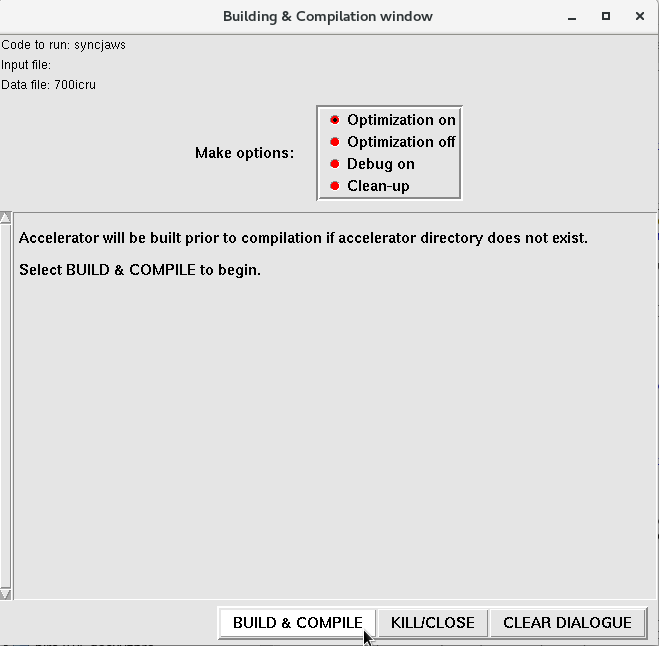 Building & Compilation window
Code to run: syncjaws
Input file:
Data file: 700icru
Make options:
Optimization on
Optimization off
Debug on
Clean-up
Accelerator will be built prior to compilation if accelerator directory does not exist.
Select BUILD & COMPILE to begin.
BUILD & COMPILE KILL/CLOSE CLEAR DIALOGUE